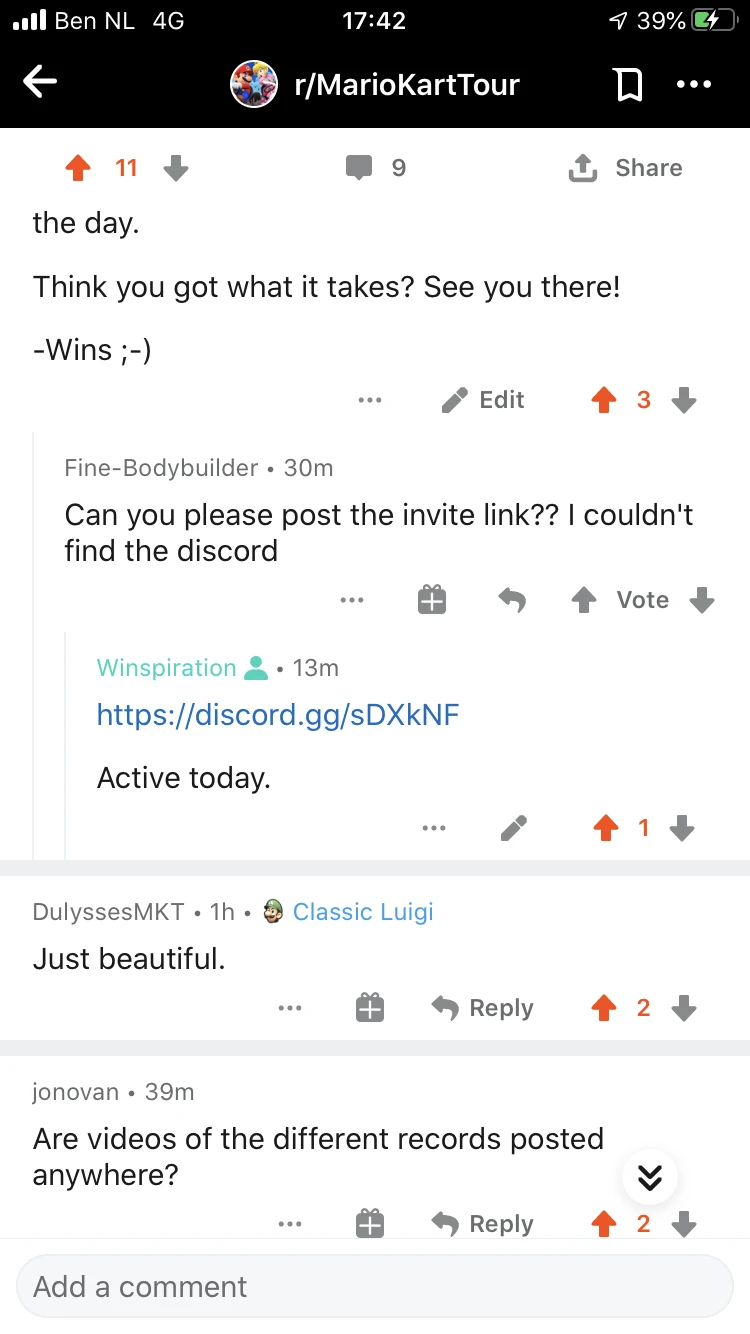 Ben NL 4G 17:42 39%
r/MarioKartTour
11 9 Share
the day.
Think you got what it takes? See you there!
-Wins ;-)
Edit 3
Fine-Bodybuilder • 30m
Can you please post the invite link?? I couldn't
find the discord
Vote
Winspiration • 13m
https://discord.gg/sDXkNF
Active today.
1
DulyssesMKT • 1h • Classic Luigi
Just beautiful.
Reply 2
jonovan • 39m
Are videos of the different records posted
anywhere?
Reply 2
Add a comment